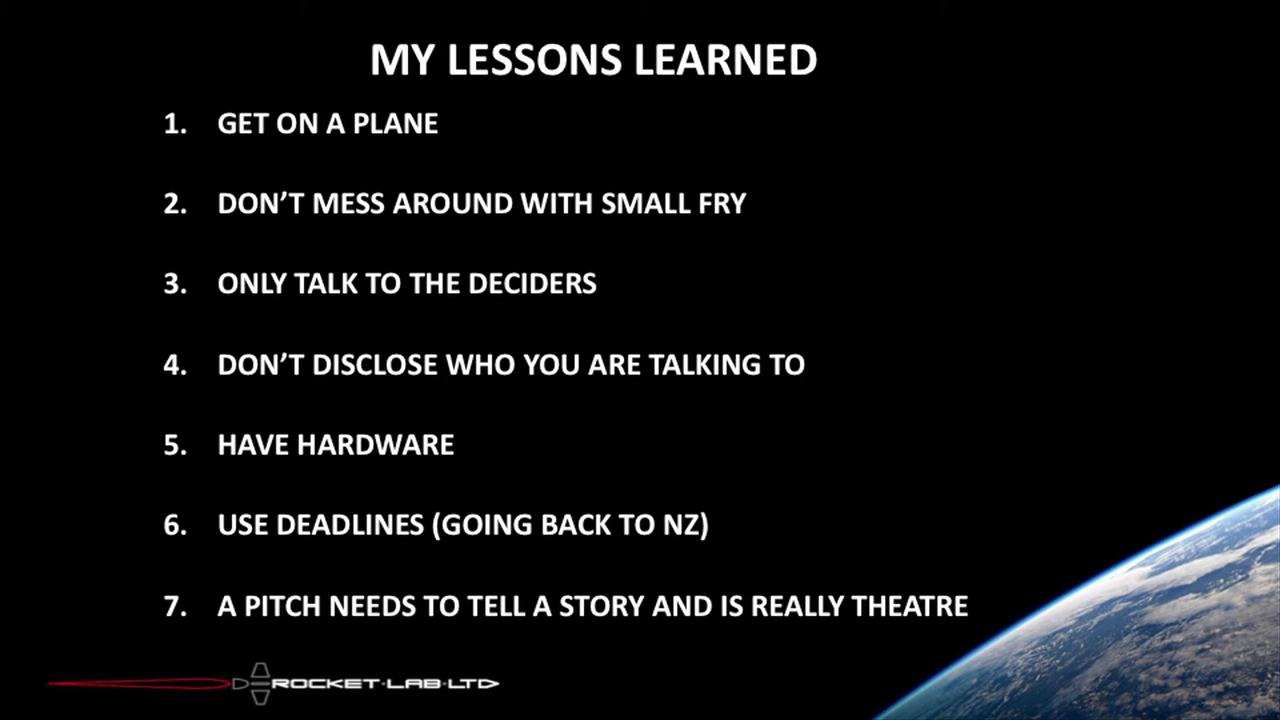 MY LESSONS LEARNED
1. GET ON A PLANE
2. DON’T MESS AROUND WITH SMALL FRY
3. ONLY TALK TO THE DECIDERS
4. DON’T DISCLOSE WHO YOU ARE TALKING TO
5. HAVE HARDWARE
6. USE DEADLINES (GOING BACK TO NZ)
7. A PITCH NEEDS TO TELL A STORY AND IS REALLY THEATRE
ROCKET·LAB·LTD